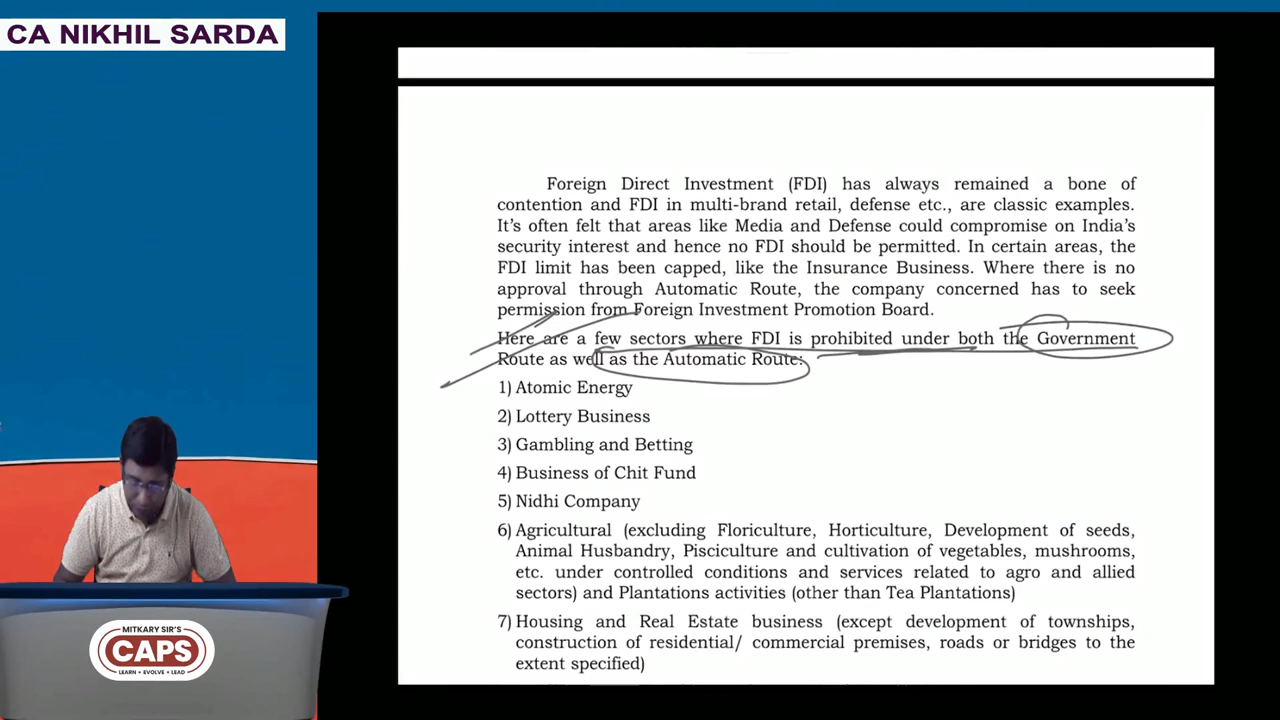 CA NIKHIL SARDA
Foreign Direct Investment (FDI) has always remained a bone of
contention and FDI in multi-brand retail, defense etc., are classic examples.
It's often felt that areas like Media and Defense could compromise on India's
security interest and hence no FDI should be permitted. In certain areas, the
FDI limit has been capped, like the Insurance Business. Where there is no
approval through Automatic Route, the company concerned has to seek
permission from Foreign Investment Promotion Board.
Here are a few sectors where FDI is prohibited under both the Government
Route as well as the Automatic Route:
1) Atomic Energy
2) Lottery Business
3) Gambling and Betting
4) Business of Chit Fund
5) Nidhi Company
6) Agricultural (excluding Floriculture, Horticulture, Development of seeds,
Animal Husbandry, Pisciculture and cultivation of vegetables, mushrooms,
etc. under controlled conditions and services related to agro and allied
sectors) and Plantations activities (other than Tea Plantations)
7) Housing and Real Estate business (except development of townships,
construction of residential/ commercial premises, roads or bridges to the
extent specified)
MITKARY SIR'S
CAPS
LEARN • EVOLVE • LEAD